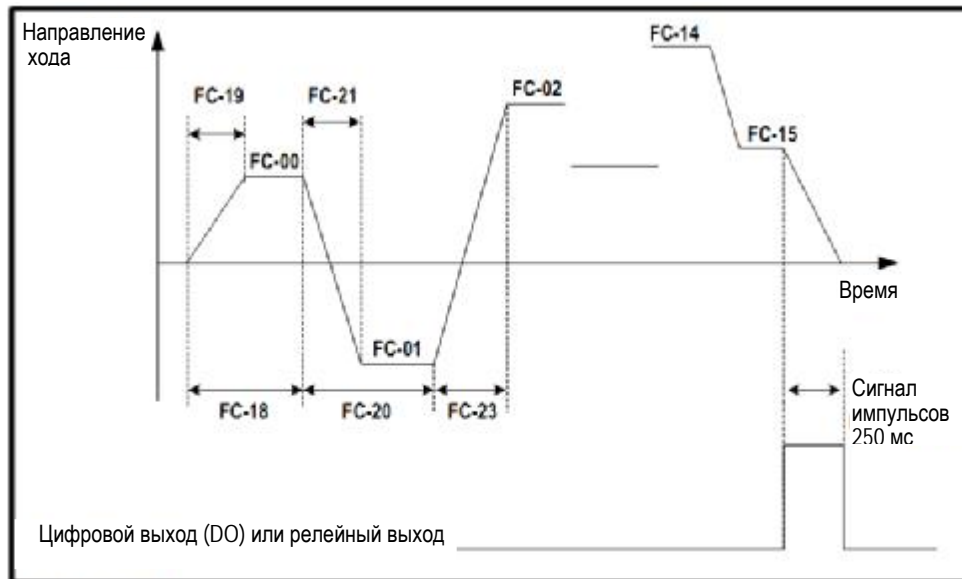 Направление
хода
FC-14
FC-19
FC-21
FC-02
FC-15
FC-00
Время
FC-01
FC-18
FC-20
FC-23
Сигнал
импульсов
250 мс
Цифровой выход (DO) или релейный выход